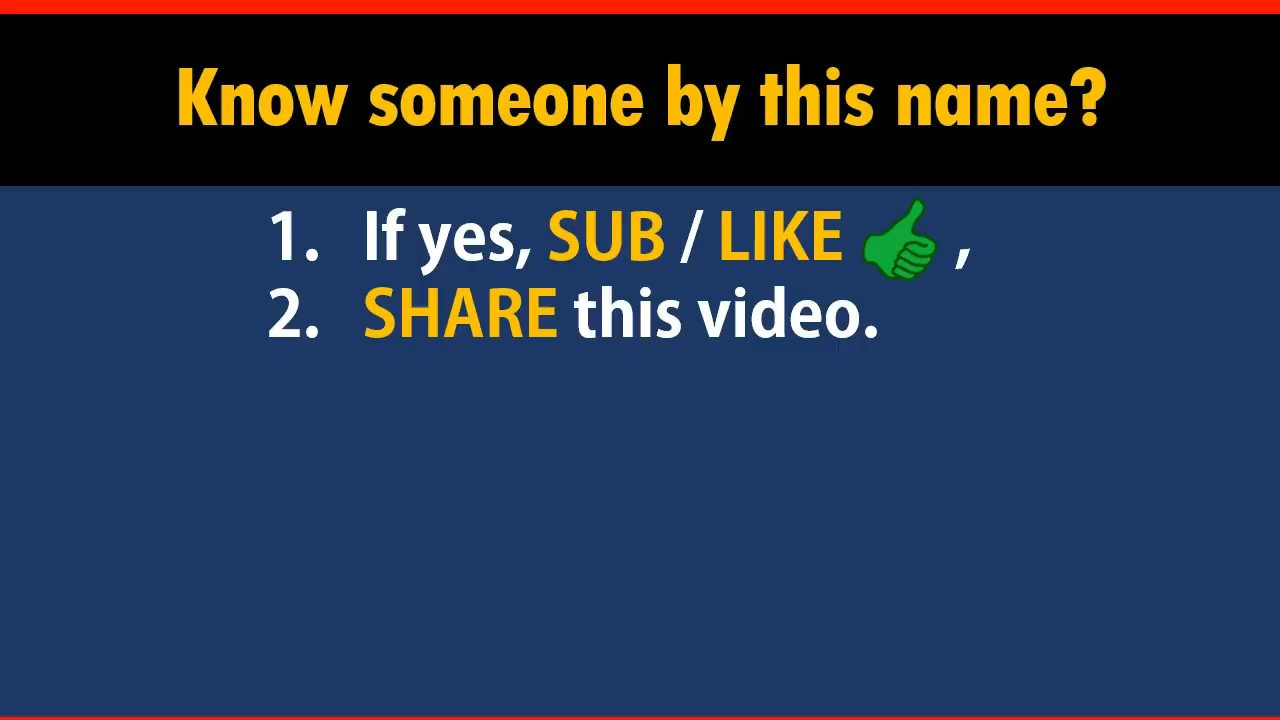 Know someone by this name?
1. If yes, SUB / LIKE ,
2. SHARE this video.